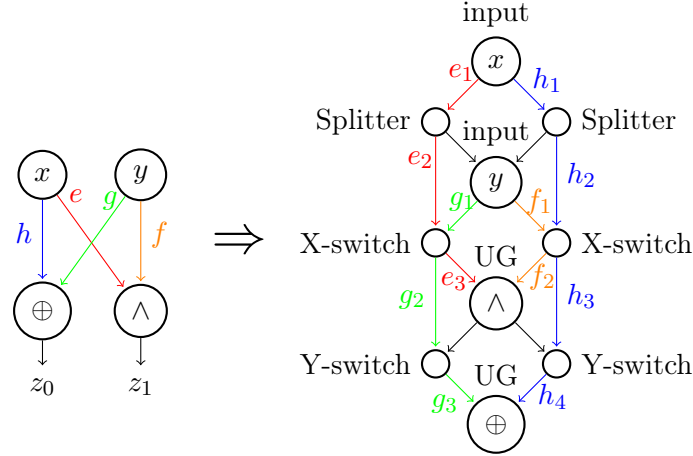 x
y
e
g
h
f
⊕
∧
z₀
z₁
⇒
input
x
e₁
h₁
Splitter
input
Splitter
e₂
y
h₂
g₁
f₁
X-switch
UG
X-switch
e₃
f₂
g₂
∧
h₃
Y-switch
UG
Y-switch
g₃
h₄
⊕